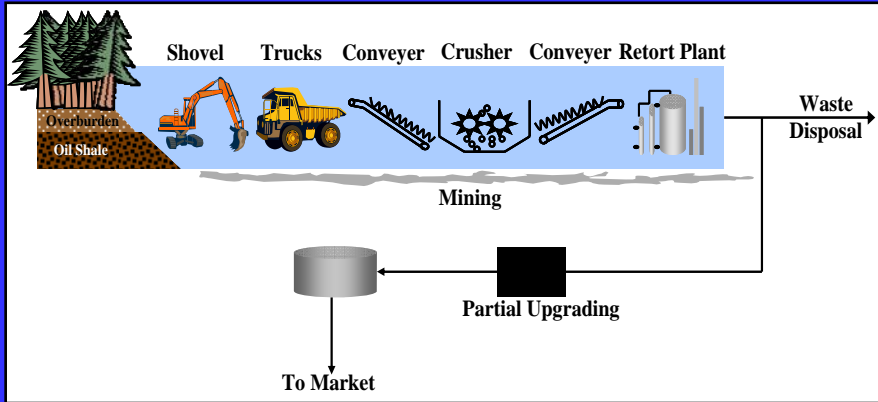 Shovel Trucks Conveyer Crusher Conveyer Retort Plant
Overburden
Oil Shale
Waste
Disposal
Mining
Partial Upgrading
To Market